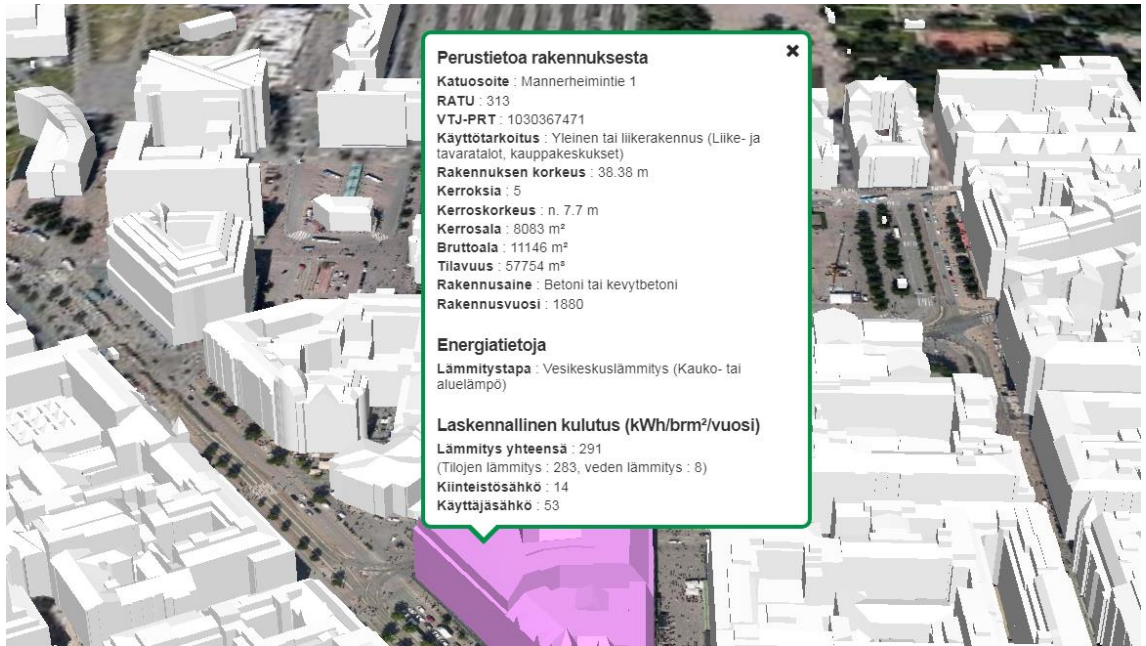 Perustietoa rakennuksesta
Katuosoite : Mannerheimintie 1
RATU : 313
VTJ-PRT : 1030367471
Käyttötarkoitus : Yleinen tai liikerakennus (Liike- ja
tavaratalot, kauppakeskukset)
Rakennuksen korkeus : 38.38 m
Kerroksia : 5
Kerroskorkeus : n. 7.7 m
Kerrosala : 8083 m²
Bruttoala : 11146 m²
Tilavuus : 57754 m³
Rakennusaine : Betoni tai kevytbetoni
Rakennusvuosi : 1880
Energiatietoja
Lämmitystapa : Vesikeskuslämmitys (Kauko- tai
aluelämpö)
Laskennallinen kulutus (kWh/brm²/vuosi)
Lämmitys yhteensä : 291
(Tilojen lämmitys : 283, veden lämmitys : 8)
Kiinteistösähkö : 14
Käyttäjäsähkö : 53